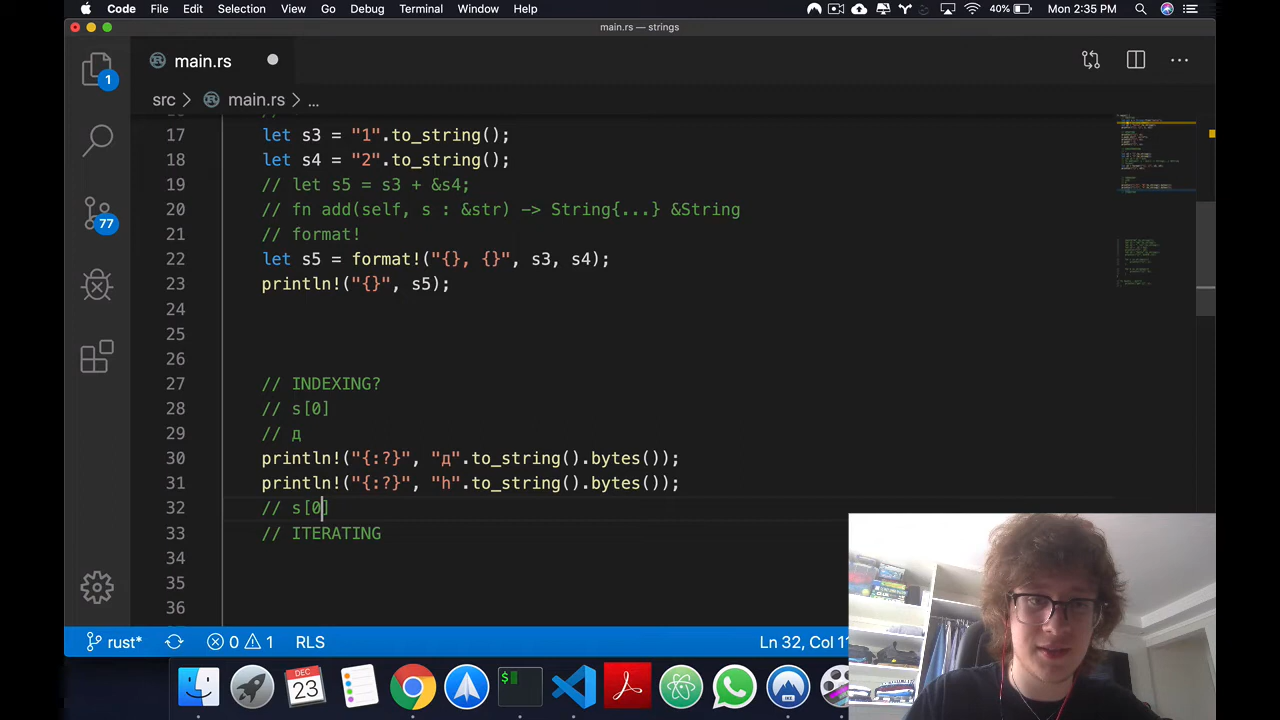 Code File Edit Selection View Go Debug Terminal Window Help 40% Mon 2:35 PM
main.rs — strings
1 main.rs
src > main.rs > ...
17 let s3 = "1".to_string();
18 let s4 = "2".to_string();
19 // let s5 = s3 + &s4;
20 // fn add(self, s : &str) -> String{...} &String
21 // format!
77
22 let s5 = format!("{}, {}", s3, s4);
23 println!("{}", s5);
24
25
26
27 // INDEXING?
28 // s[0]
29 // д
30 println!("{:?}", "д".to_string().bytes());
31 println!("{:?}", "h".to_string().bytes());
32 // s[0]
33 // ITERATING
34
35
36
rust* 0 1 RLS Ln 32, Col 11
DEC
23
$
IKE